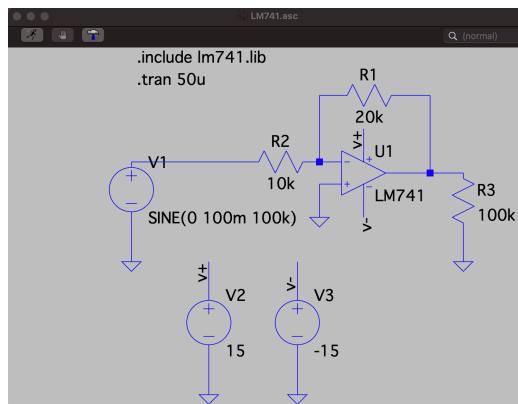 LM741.asc
(normal)
.include lm741.lib
.tran 50u
R1
20k
V1
R2
10k
v+
U1
LM741
v-
R3
100k
SINE(0 100m 100k)
v+
V2
15
v-
V3
-15